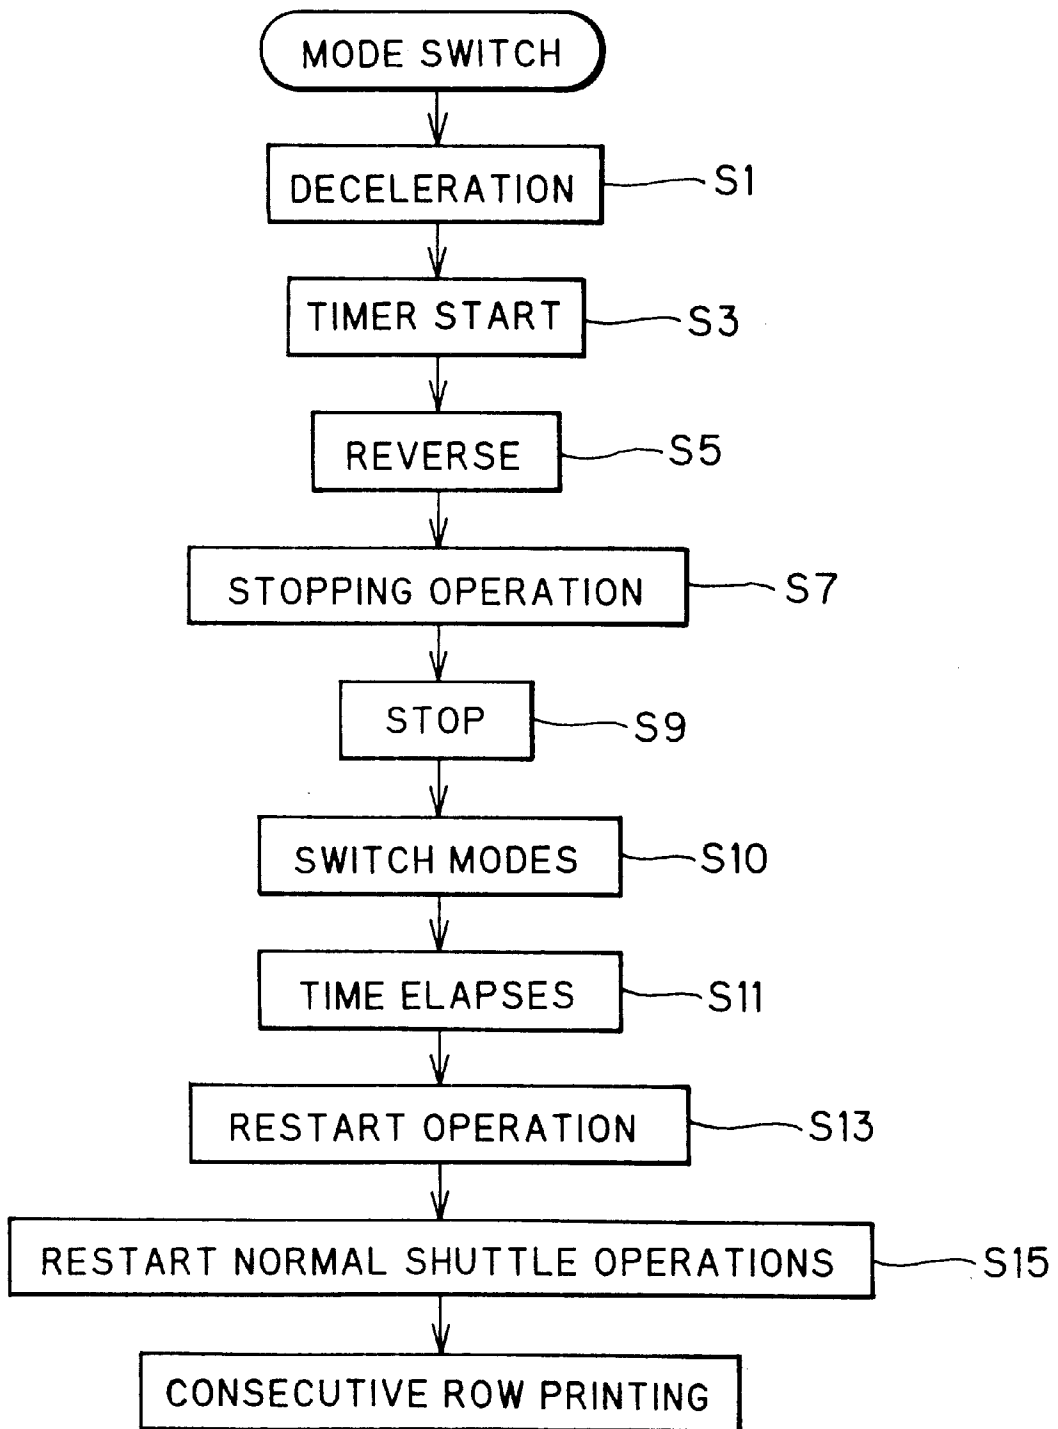 MODE SWITCH
DECELERATION S1
TIMER START S3
REVERSE S5
STOPPING OPERATION S7
STOP S9
SWITCH MODES S10
TIME ELAPSES S11
RESTART OPERATION S13
RESTART NORMAL SHUTTLE OPERATIONS S15
CONSECUTIVE ROW PRINTING